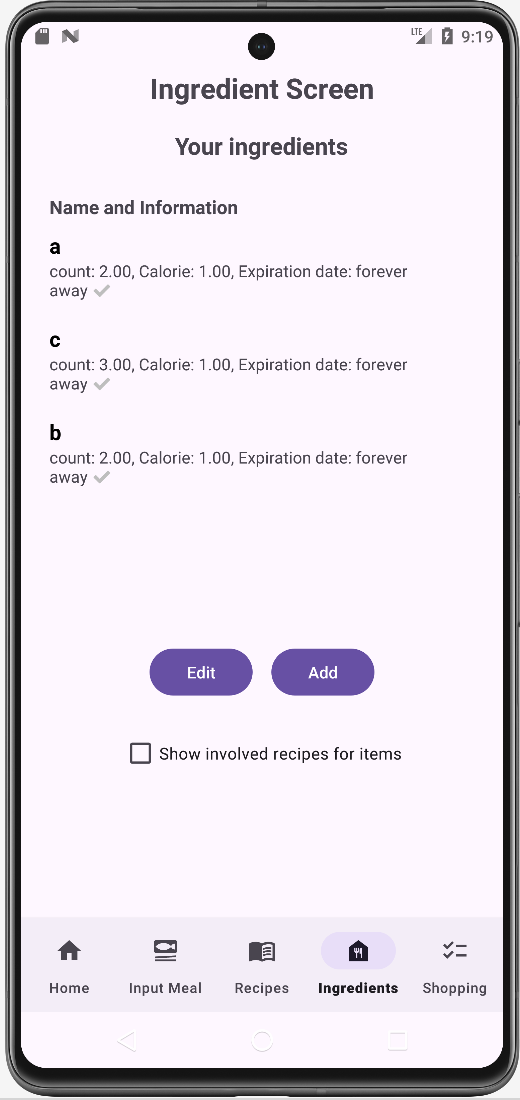 LTE 9:19
Ingredient Screen
Your ingredients
Name and Information
a
count: 2.00, Calorie: 1.00, Expiration date: forever
away ✔
c
count: 3.00, Calorie: 1.00, Expiration date: forever
away ✔
b
count: 2.00, Calorie: 1.00, Expiration date: forever
away ✔
Edit Add
Show involved recipes for items
Home Input Meal Recipes Ingredients Shopping